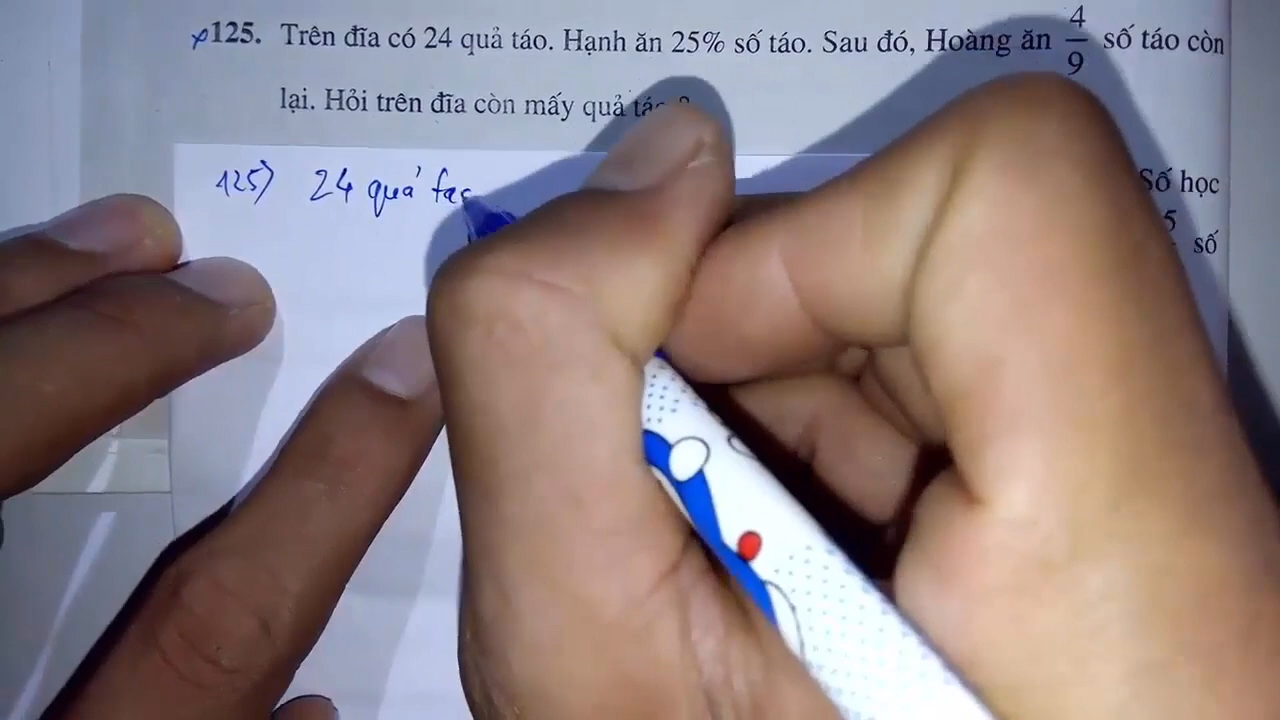 125. Trên đĩa có 24 quả táo. Hạnh ăn 25% số táo. Sau đó, Hoàng ăn 4/9 số táo còn
lại. Hỏi trên đĩa còn mấy quả
125) 24 quả
Số học
5
số